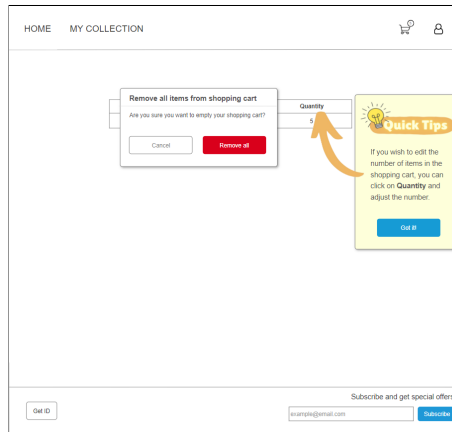 HOME MY COLLECTION 0
Remove all items from shopping cart
Are you sure you want to empty your shopping cart?
Cancel Remove all
Quantity
5
Quick Tips
If you wish to edit the
number of items in the
shopping cart, you can
click on Quantity and
adjust the number.
Got it!
Subscribe and get special offers
Get ID
example@email.com Subscribe